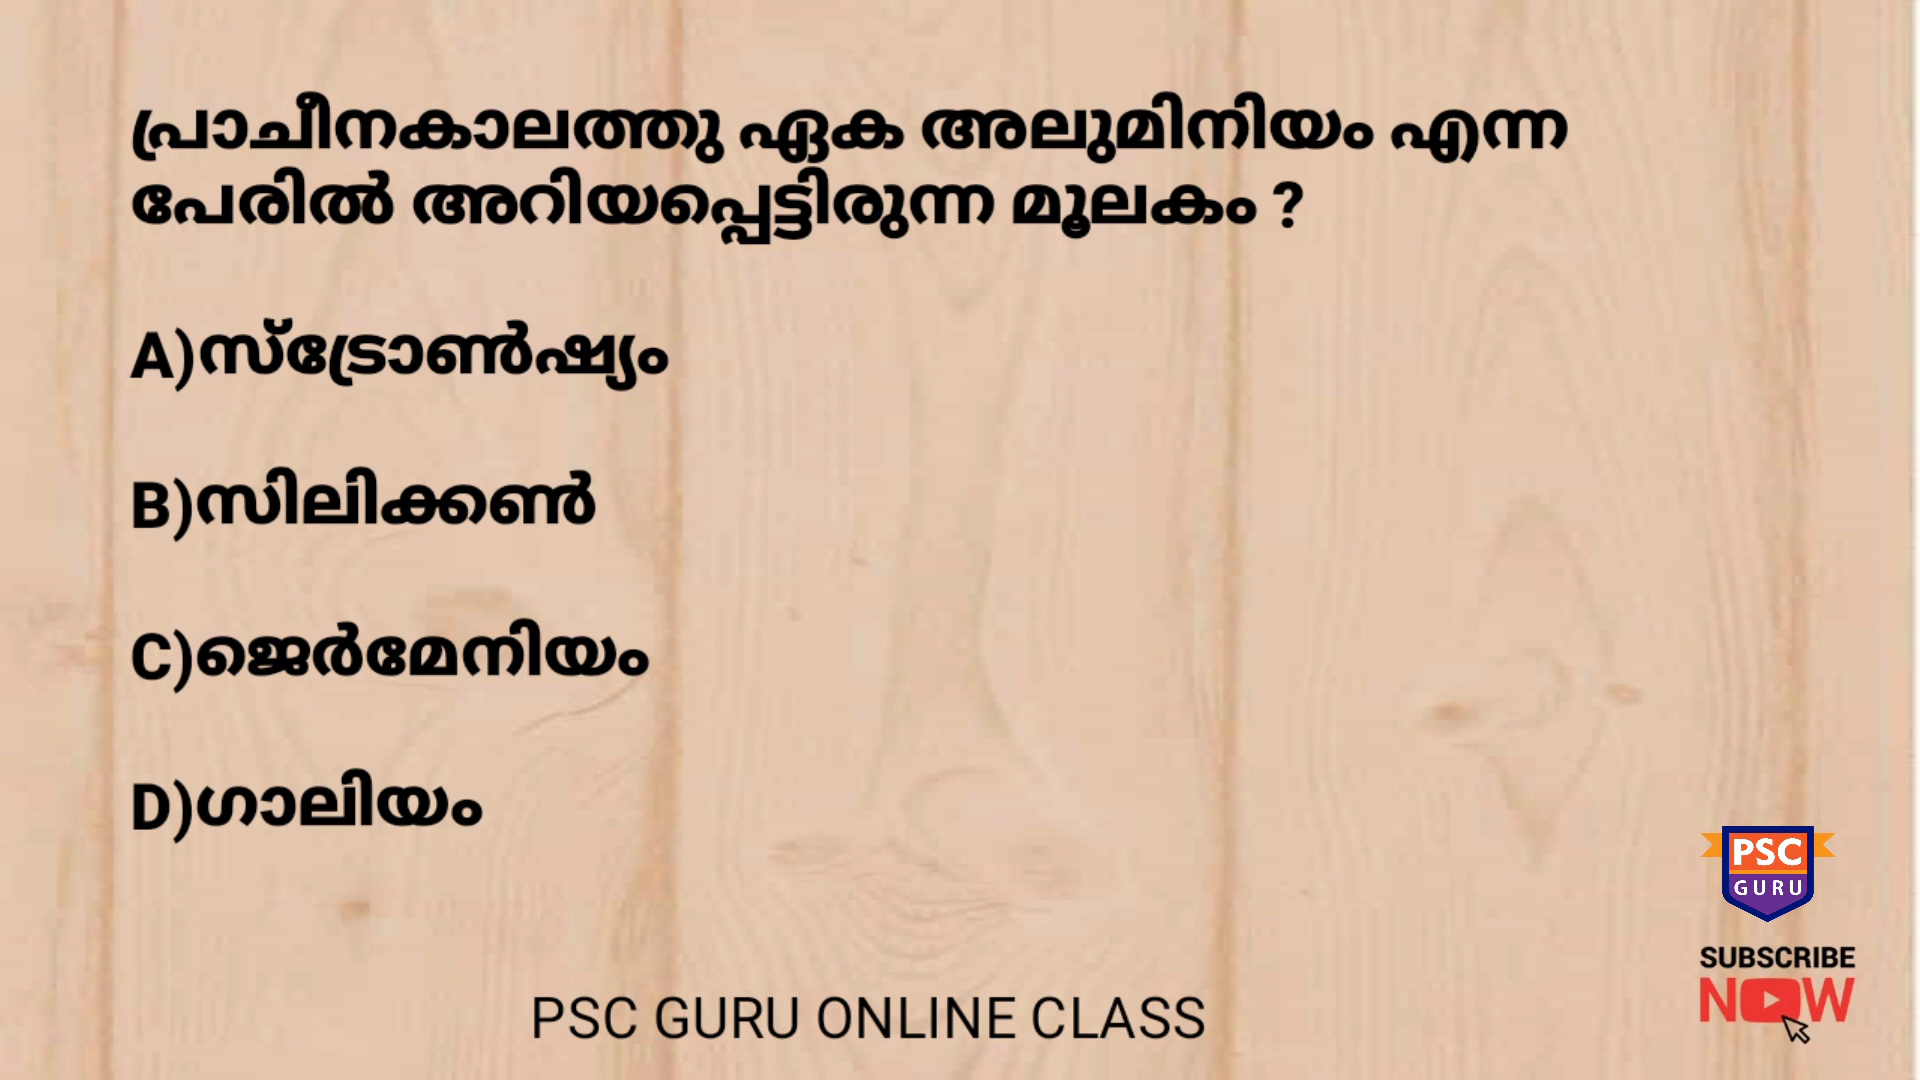 പ്രാചീനകാലത്തു ഏക അലുമിനിയം എന്ന
പേരിൽ അറിയപ്പെട്ടിരുന്ന മൂലകം ?
A)സ്ട്രോൺഷ്യം
B)സിലിക്കൺ
C)ജെർമേനിയം
D)ഗാലിയം
PSC
GURU
SUBSCRIBE
NOW
PSC GURU ONLINE CLASS